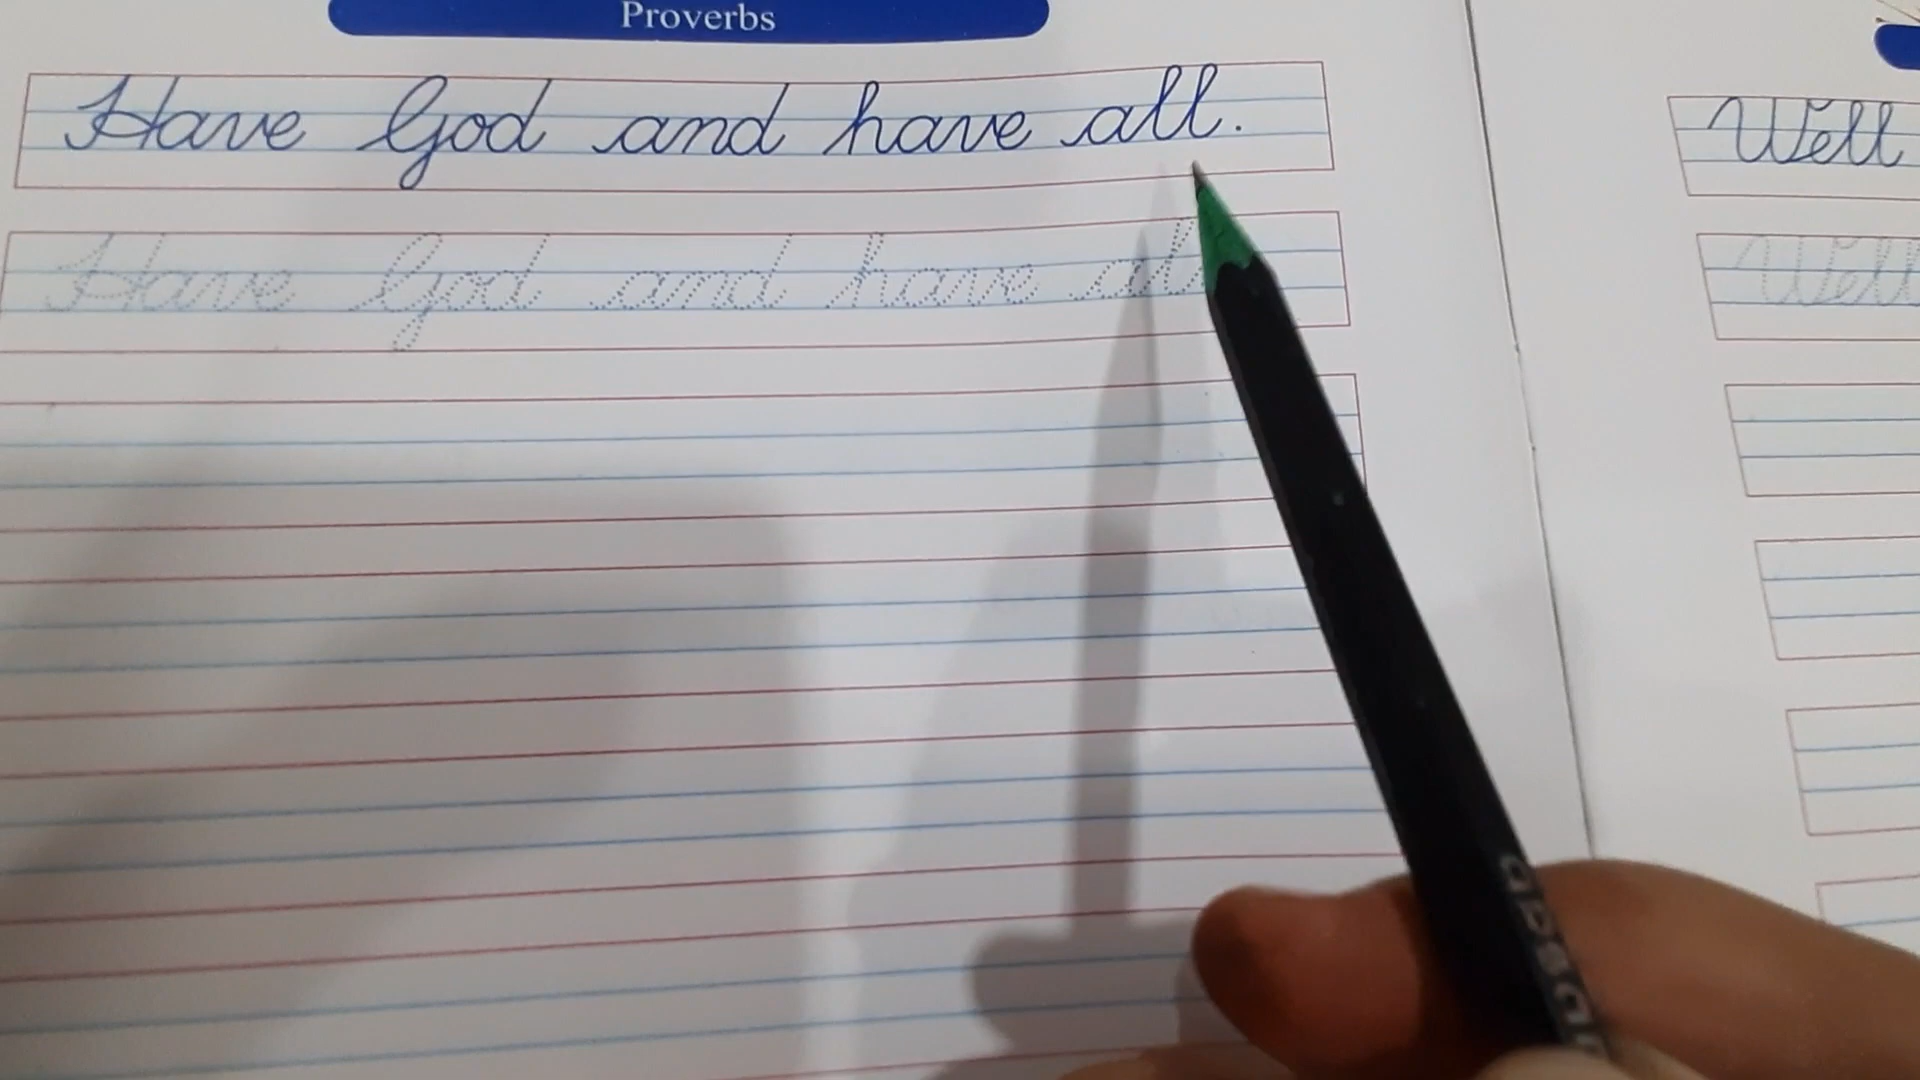 Proverbs
Have God and have all.
Have God and have all
Well
Well